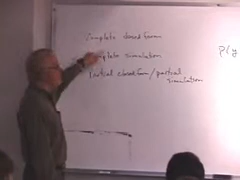 Complete closed form
Complete simulation
Partial closed form / partial
simulation
p(y